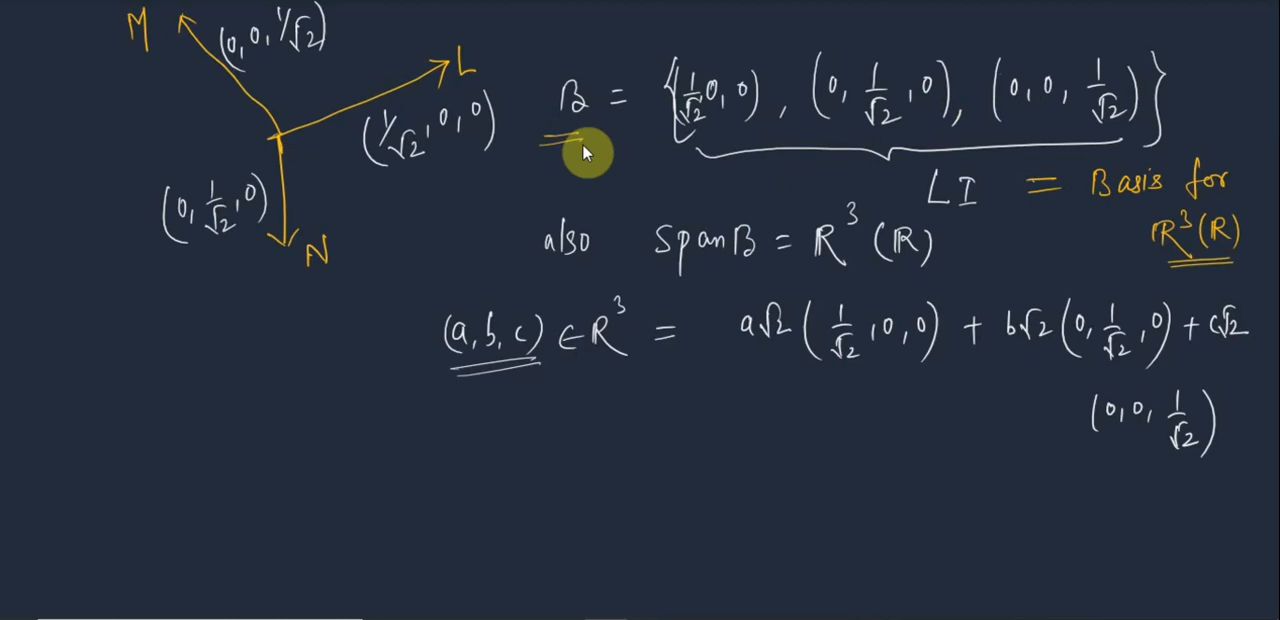 M
(0, 0, 1/√2)
L
(1/√2, 0, 0)
(0, 1/√2, 0)
N
B = {1/√2 0, 0), (0, 1/√2, 0), (0, 0, 1/√2)}
LI = Basis for
R³(R)
also Span B = R³ (R)
(a, b, c) ∈ R³ = a√2 (1/√2, 0, 0) + b√2 (0, 1/√2, 0) + c√2
(0, 0, 1/√2)